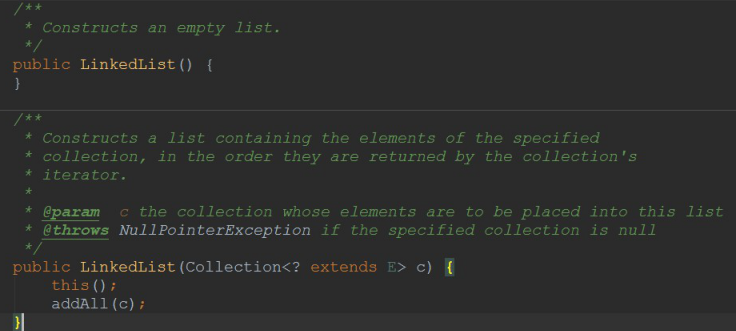 /**
 * Constructs an empty list.
 */
public LinkedList() {
}
/**
 * Constructs a list containing the elements of the specified
 * collection, in the order they are returned by the collection's
 * iterator.
 *
 * @param  c the collection whose elements are to be placed into this list
 * @throws NullPointerException if the specified collection is null
 */
public LinkedList(Collection<? extends E> c) {
    this();
    addAll(c);
}